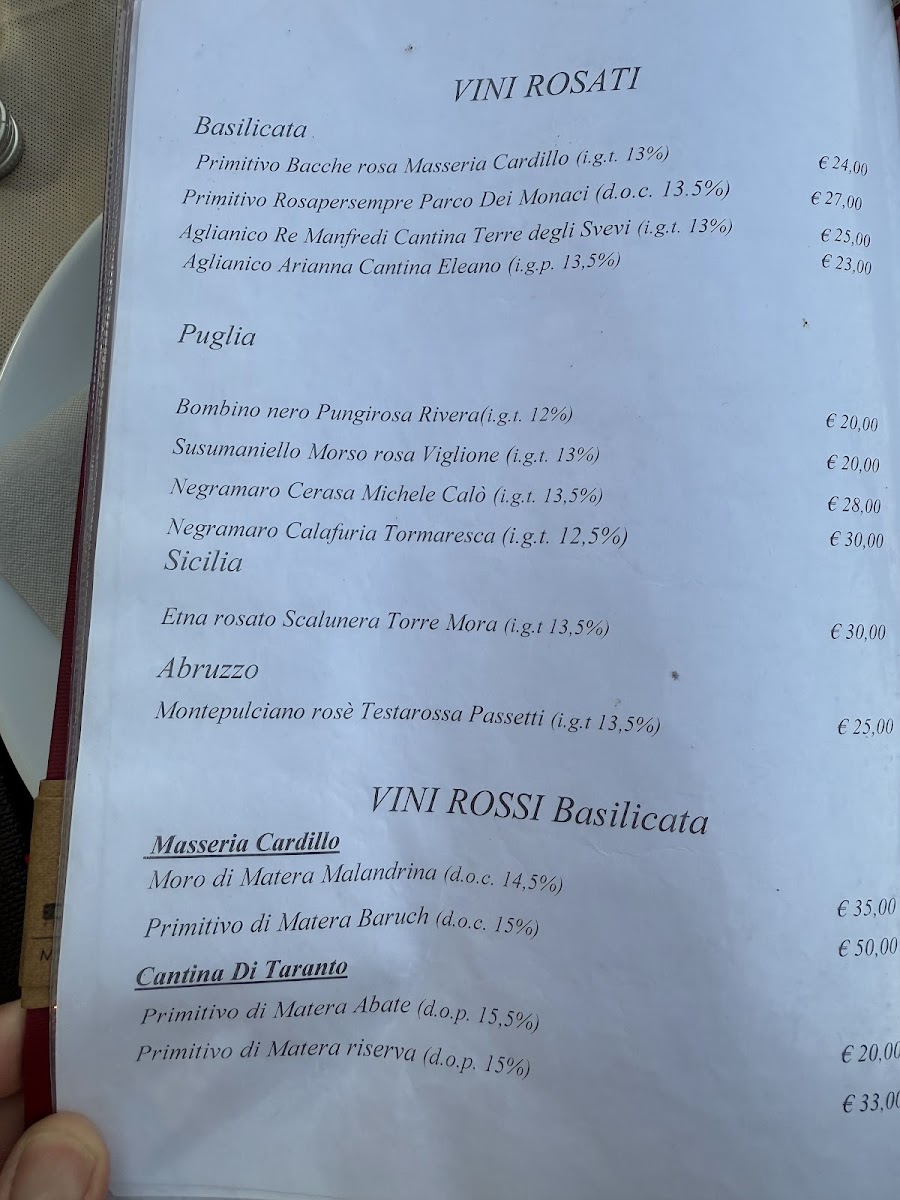 VINI ROSATI
Basilicata
Primitivo Bacche rosa Masseria Cardillo (i.g.t. 13%) € 24,00
Primitivo Rosapersempre Parco Dei Monaci (d.o.c. 13.5%) € 27,00
Aglianico Re Manfredi Cantina Terre degli Svevi (i.g.t. 13%) € 25,00
Aglianico Arianna Cantina Eleano (i.g.p. 13,5%) € 23,00
Puglia
Bombino nero Pungirosa Rivera(i.g.t. 12%) € 20,00
Susumaniello Morso rosa Viglione (i.g.t. 13%) € 20,00
Negramaro Cerasa Michele Calò (i.g.t. 13,5%) € 28,00
Negramaro Calafuria Tormaresca (i.g.t. 12,5%) € 30,00
Sicilia
Etna rosato Scalunera Torre Mora (i.g.t 13,5%) € 30,00
Abruzzo
Montepulciano rosè Testarossa Passetti (i.g.t 13,5%) € 25,00
VINI ROSSI Basilicata
Masseria Cardillo
Moro di Matera Malandrina (d.o.c. 14,5%) € 35,00
Primitivo di Matera Baruch (d.o.c. 15%) € 50,00
Cantina Di Taranto
Primitivo di Matera Abate (d.o.p. 15,5%) € 20,00
Primitivo di Matera riserva (d.o.p. 15%) € 33,00